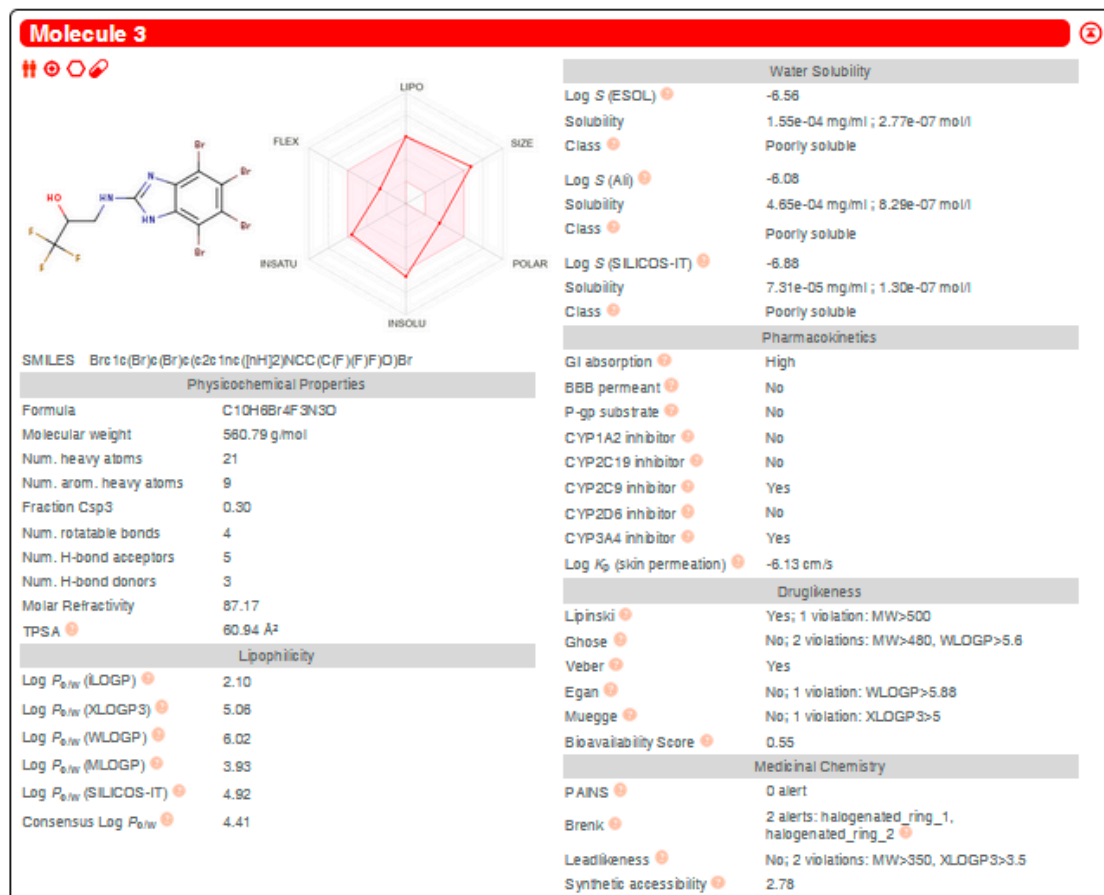 Molecule 3
LIPO
FLEX
SIZE
INSATU
POLAR
INSOLU
Br
Br
Br
Br
N
HN
HN
HO
F
F
F
SMILES Brc1c(Br)c(Br)c(c2c1nc([nH]2)NCC(C(F)(F)F)O)Br
Physicochemical Properties
Formula C10H6Br4F3N3O
Molecular weight 560.79 g/mol
Num. heavy atoms 21
Num. arom. heavy atoms 9
Fraction Csp3 0.30
Num. rotatable bonds 4
Num. H-bond acceptors 5
Num. H-bond donors 3
Molar Refractivity 87.17
TPSA ? 60.94 Å²
Lipophilicity
Log Po/w (iLOGP) ? 2.10
Log Po/w (XLOGP3) ? 5.06
Log Po/w (WLOGP) ? 6.02
Log Po/w (MLOGP) ? 3.93
Log Po/w (SILICOS-IT) ? 4.92
Consensus Log Po/w ? 4.41
Water Solubility
Log S (ESOL) ? -6.56
Solubility 1.55e-04 mg/ml ; 2.77e-07 mol/l
Class ? Poorly soluble
Log S (Ali) ? -6.08
Solubility 4.65e-04 mg/ml ; 8.29e-07 mol/l
Class ? Poorly soluble
Log S (SILICOS-IT) ? -6.88
Solubility 7.31e-05 mg/ml ; 1.30e-07 mol/l
Class ? Poorly soluble
Pharmacokinetics
GI absorption ? High
BBB permeant ? No
P-gp substrate ? No
CYP1A2 inhibitor ? No
CYP2C19 inhibitor ? No
CYP2C9 inhibitor ? Yes
CYP2D6 inhibitor ? No
CYP3A4 inhibitor ? Yes
Log Kp (skin permeation) ? -6.13 cm/s
Druglikeness
Lipinski ? Yes; 1 violation: MW>500
Ghose ? No; 2 violations: MW>480, WLOGP>5.6
Veber ? Yes
Egan ? No; 1 violation: WLOGP>5.88
Muegge ? No; 1 violation: XLOGP3>5
Bioavailability Score ? 0.55
Medicinal Chemistry
PAINS ? 0 alert
Brenk ? 2 alerts: halogenated_ring_1,
halogenated_ring_2 ?
Leadlikeness ? No; 2 violations: MW>350, XLOGP3>3.5
Synthetic accessibility ? 2.78